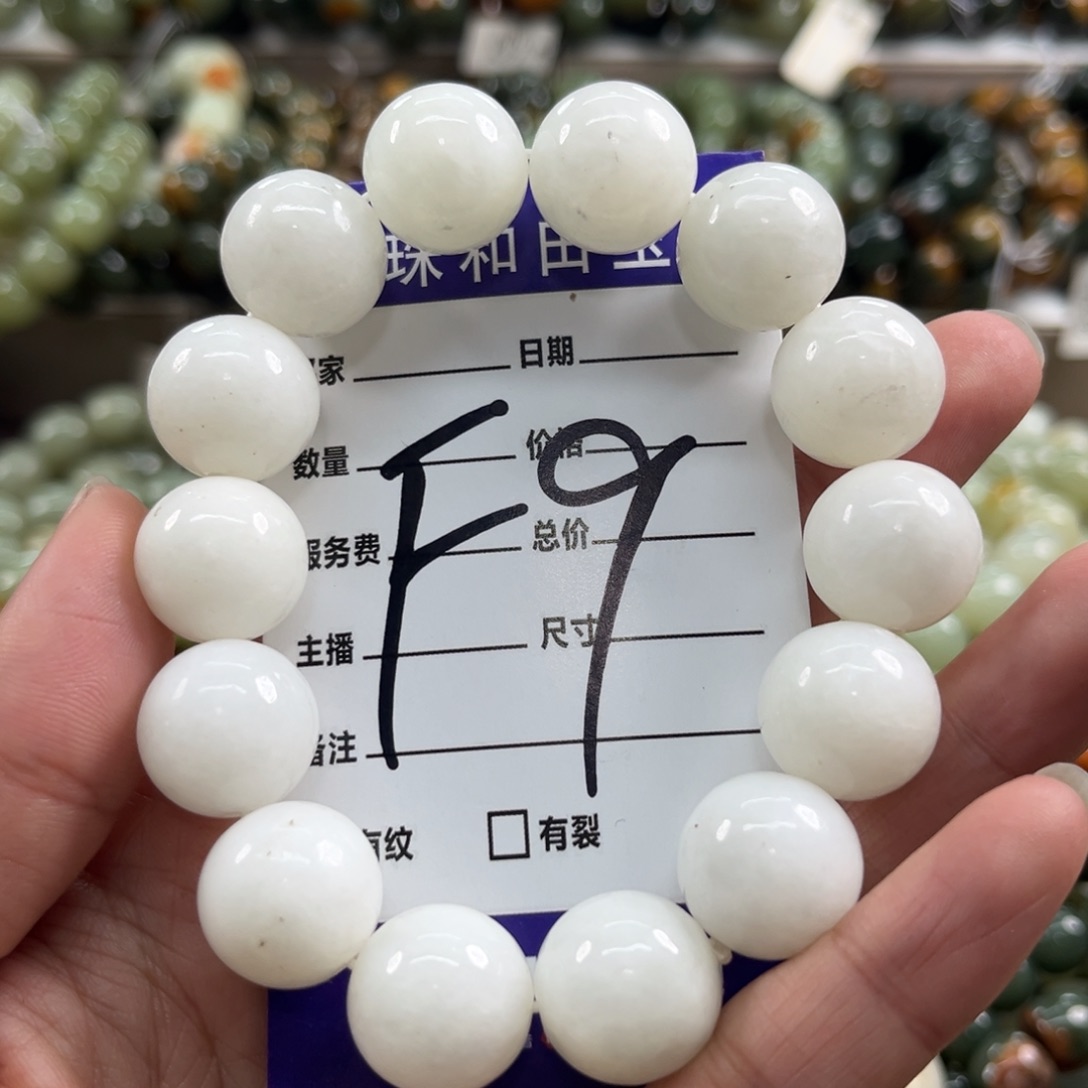 和田玉
家 日期
数量 价格
服务费 总价
主播 尺寸
备注
有纹 有裂
F9